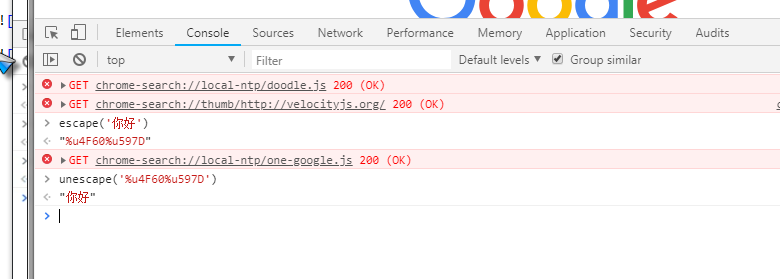 Google
Elements Console Sources Network Performance Memory Application Security Audits
top Filter Default levels Group similar
GET chrome-search://local-ntp/doodle.js 200 (OK)
GET chrome-search://thumb/http://velocityjs.org/ 200 (OK)
escape('你好')
"%u4F60%u597D"
GET chrome-search://local-ntp/one-google.js 200 (OK)
unescape('%u4F60%u597D')
"你好"